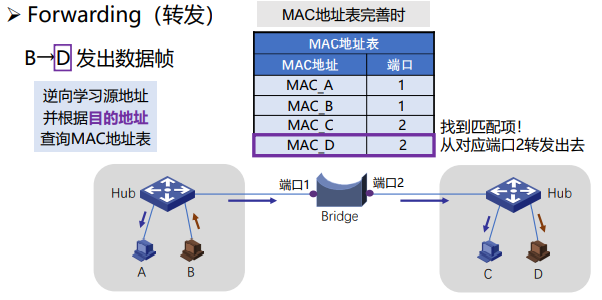 ➤ Forwarding（转发）
MAC地址表完善时
B→D 发出数据帧
逆向学习源地址
并根据目的地址
查询MAC地址表
MAC地址表
MAC地址 端口
MAC_A 1
MAC_B 1
MAC_C 2
MAC_D 2
找到匹配项！
从对应端口2转发出去
Hub
端口1
端口2
Hub
Bridge
A
B
C
D